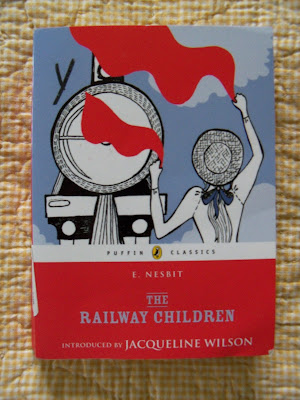 y
PUFFIN CLASSICS
E. NESBIT
THE
RAILWAY CHILDREN
INTRODUCED BY JACQUELINE WILSON